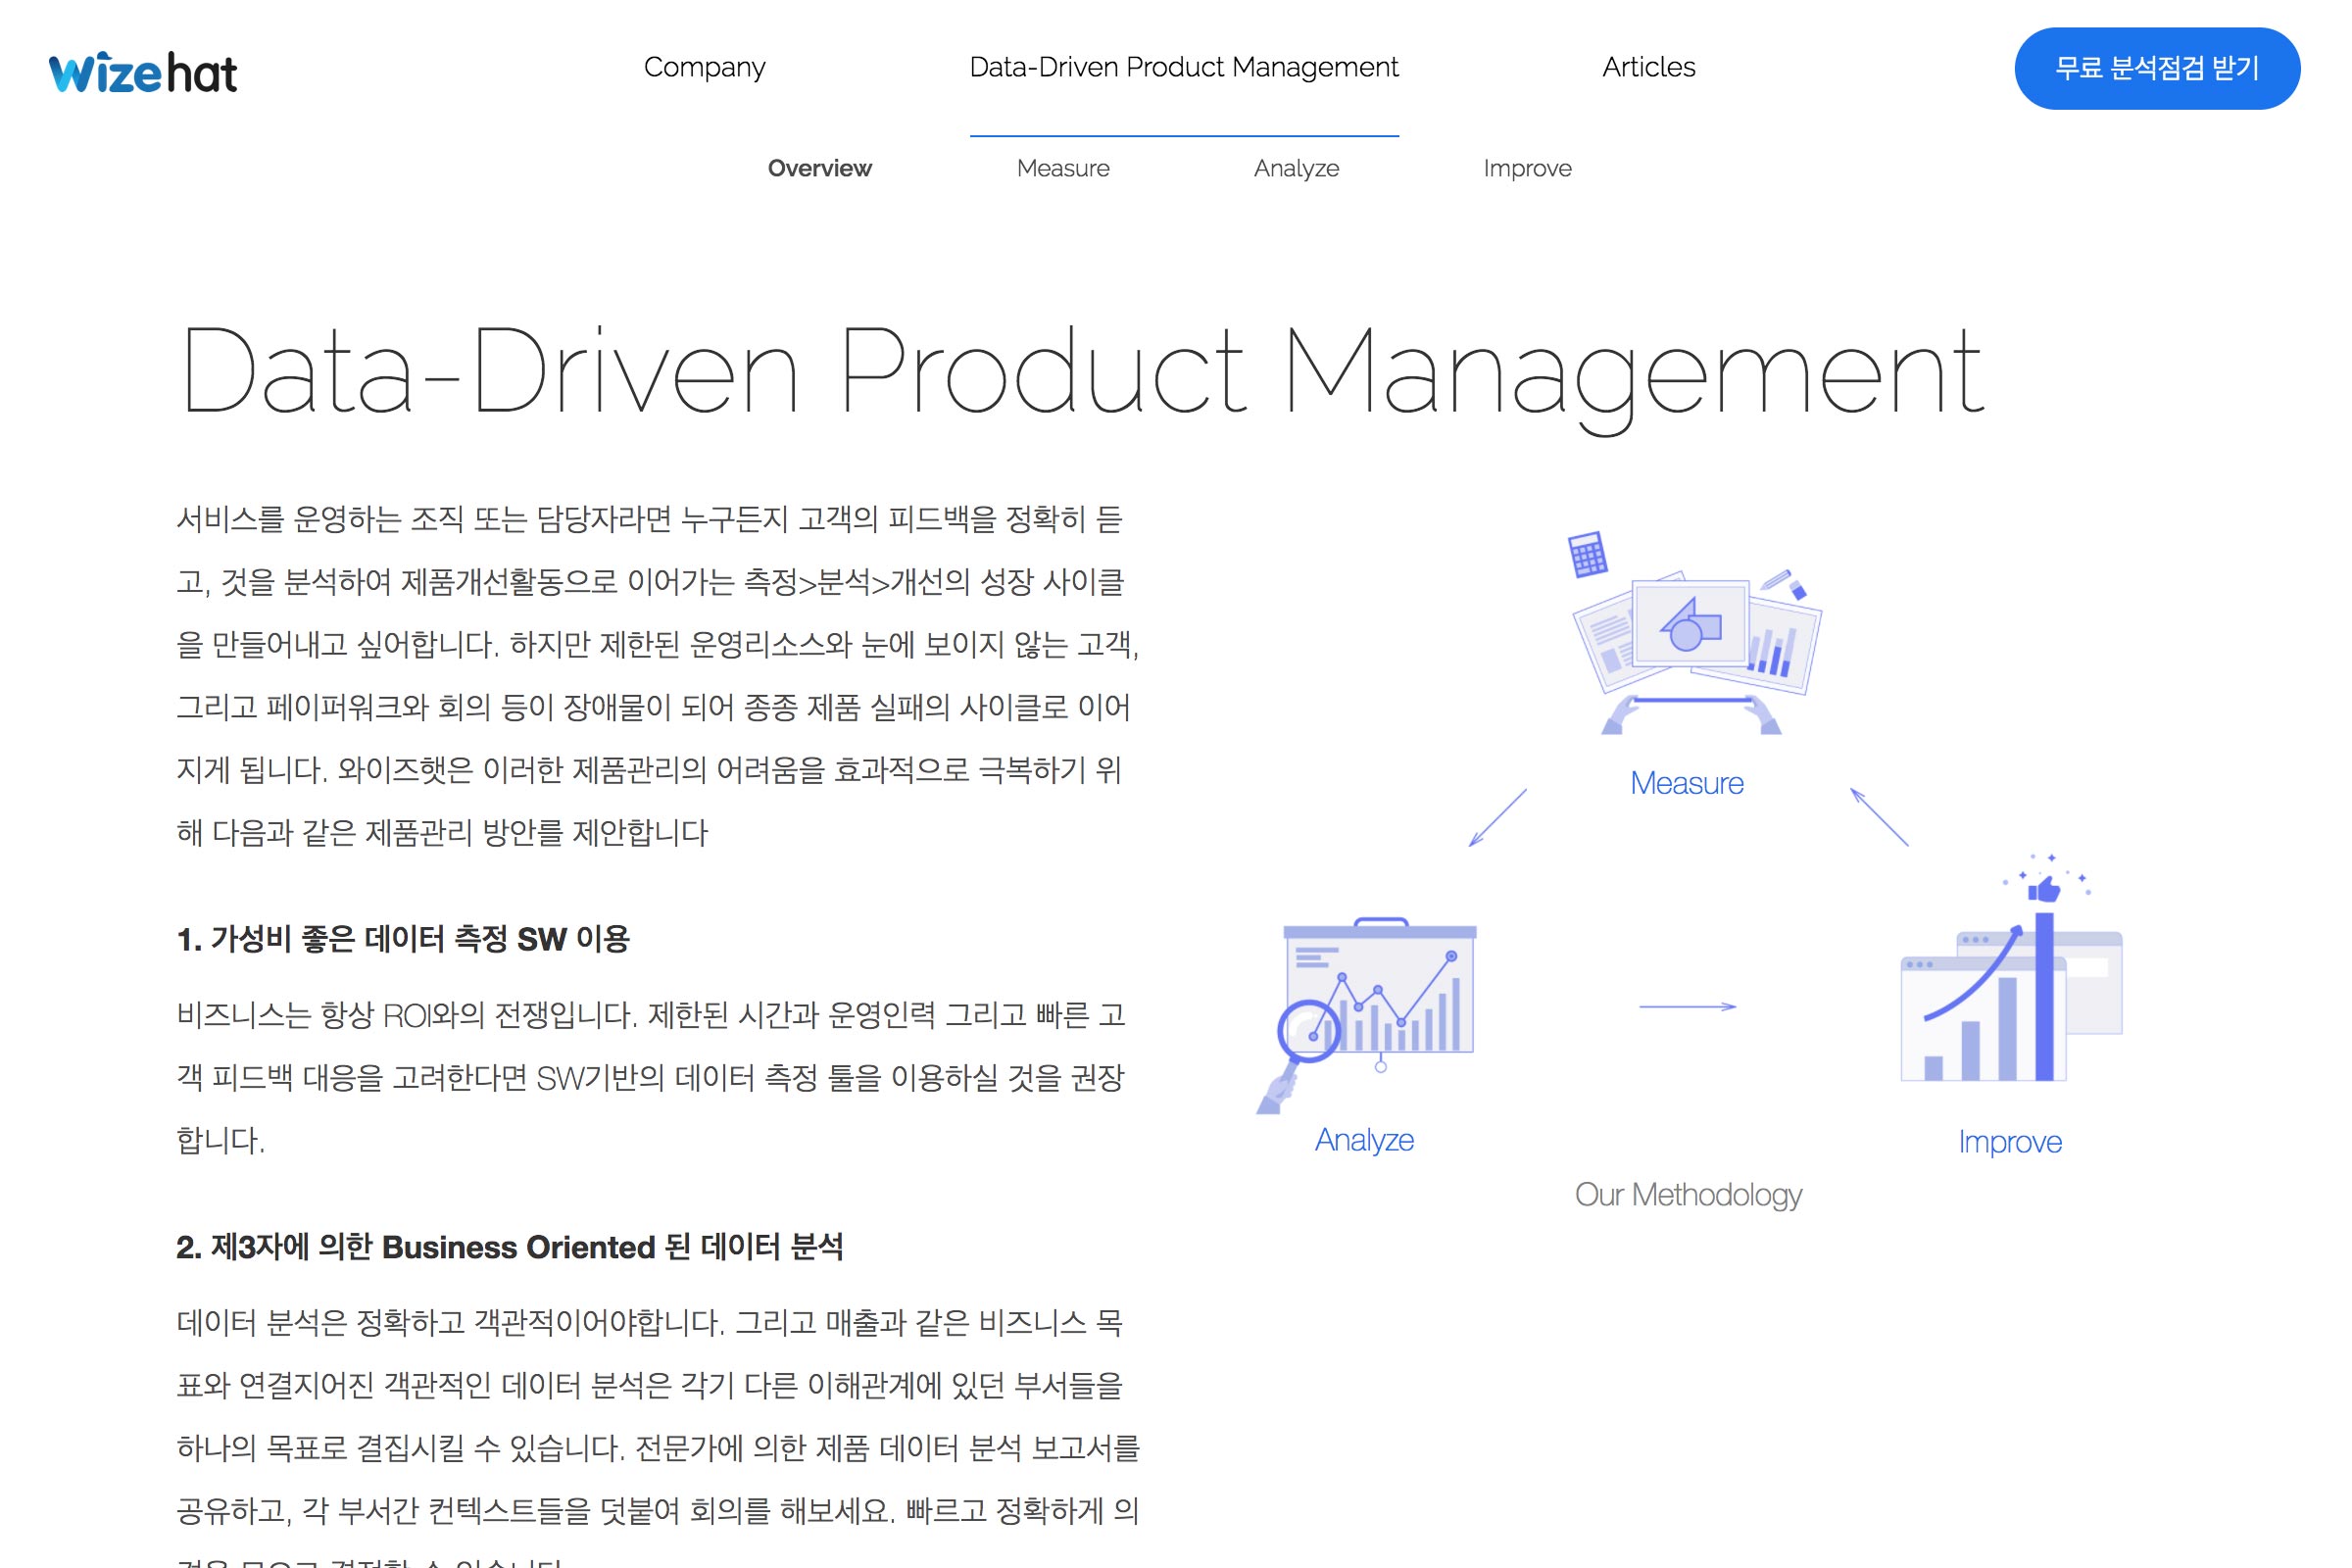 Wizehat
Company
Data-Driven Product Management
Articles
무료 분석점검 받기
Overview
Measure
Analyze
Improve
Data-Driven Product Management
서비스를 운영하는 조직 또는 담당자라면 누구든지 고객의 피드백을 정확히 듣
고, 것을 분석하여 제품개선활동으로 이어가는 측정>분석>개선의 성장 사이클
을 만들어내고 싶어합니다. 하지만 제한된 운영리소스와 눈에 보이지 않는 고객,
그리고 페이퍼워크와 회의 등이 장애물이 되어 종종 제품 실패의 사이클로 이어
지게 됩니다. 와이즈햇은 이러한 제품관리의 어려움을 효과적으로 극복하기 위
해 다음과 같은 제품관리 방안를 제안합니다
1. 가성비 좋은 데이터 측정 SW 이용
비즈니스는 항상 ROI와의 전쟁입니다. 제한된 시간과 운영인력 그리고 빠른 고
객 피드백 대응을 고려한다면 SW기반의 데이터 측정 툴을 이용하실 것을 권장
합니다.
2. 제3자에 의한 Business Oriented 된 데이터 분석
데이터 분석은 정확하고 객관적이어야합니다. 그리고 매출과 같은 비즈니스 목
표와 연결지어진 객관적인 데이터 분석은 각기 다른 이해관계에 있던 부서들을
하나의 목표로 결집시킬 수 있습니다. 전문가에 의한 제품 데이터 분석 보고서를
공유하고, 각 부서간 컨텍스트들을 덧붙여 회의를 해보세요. 빠르고 정확하게 의
Measure
Analyze
Improve
Our Methodology